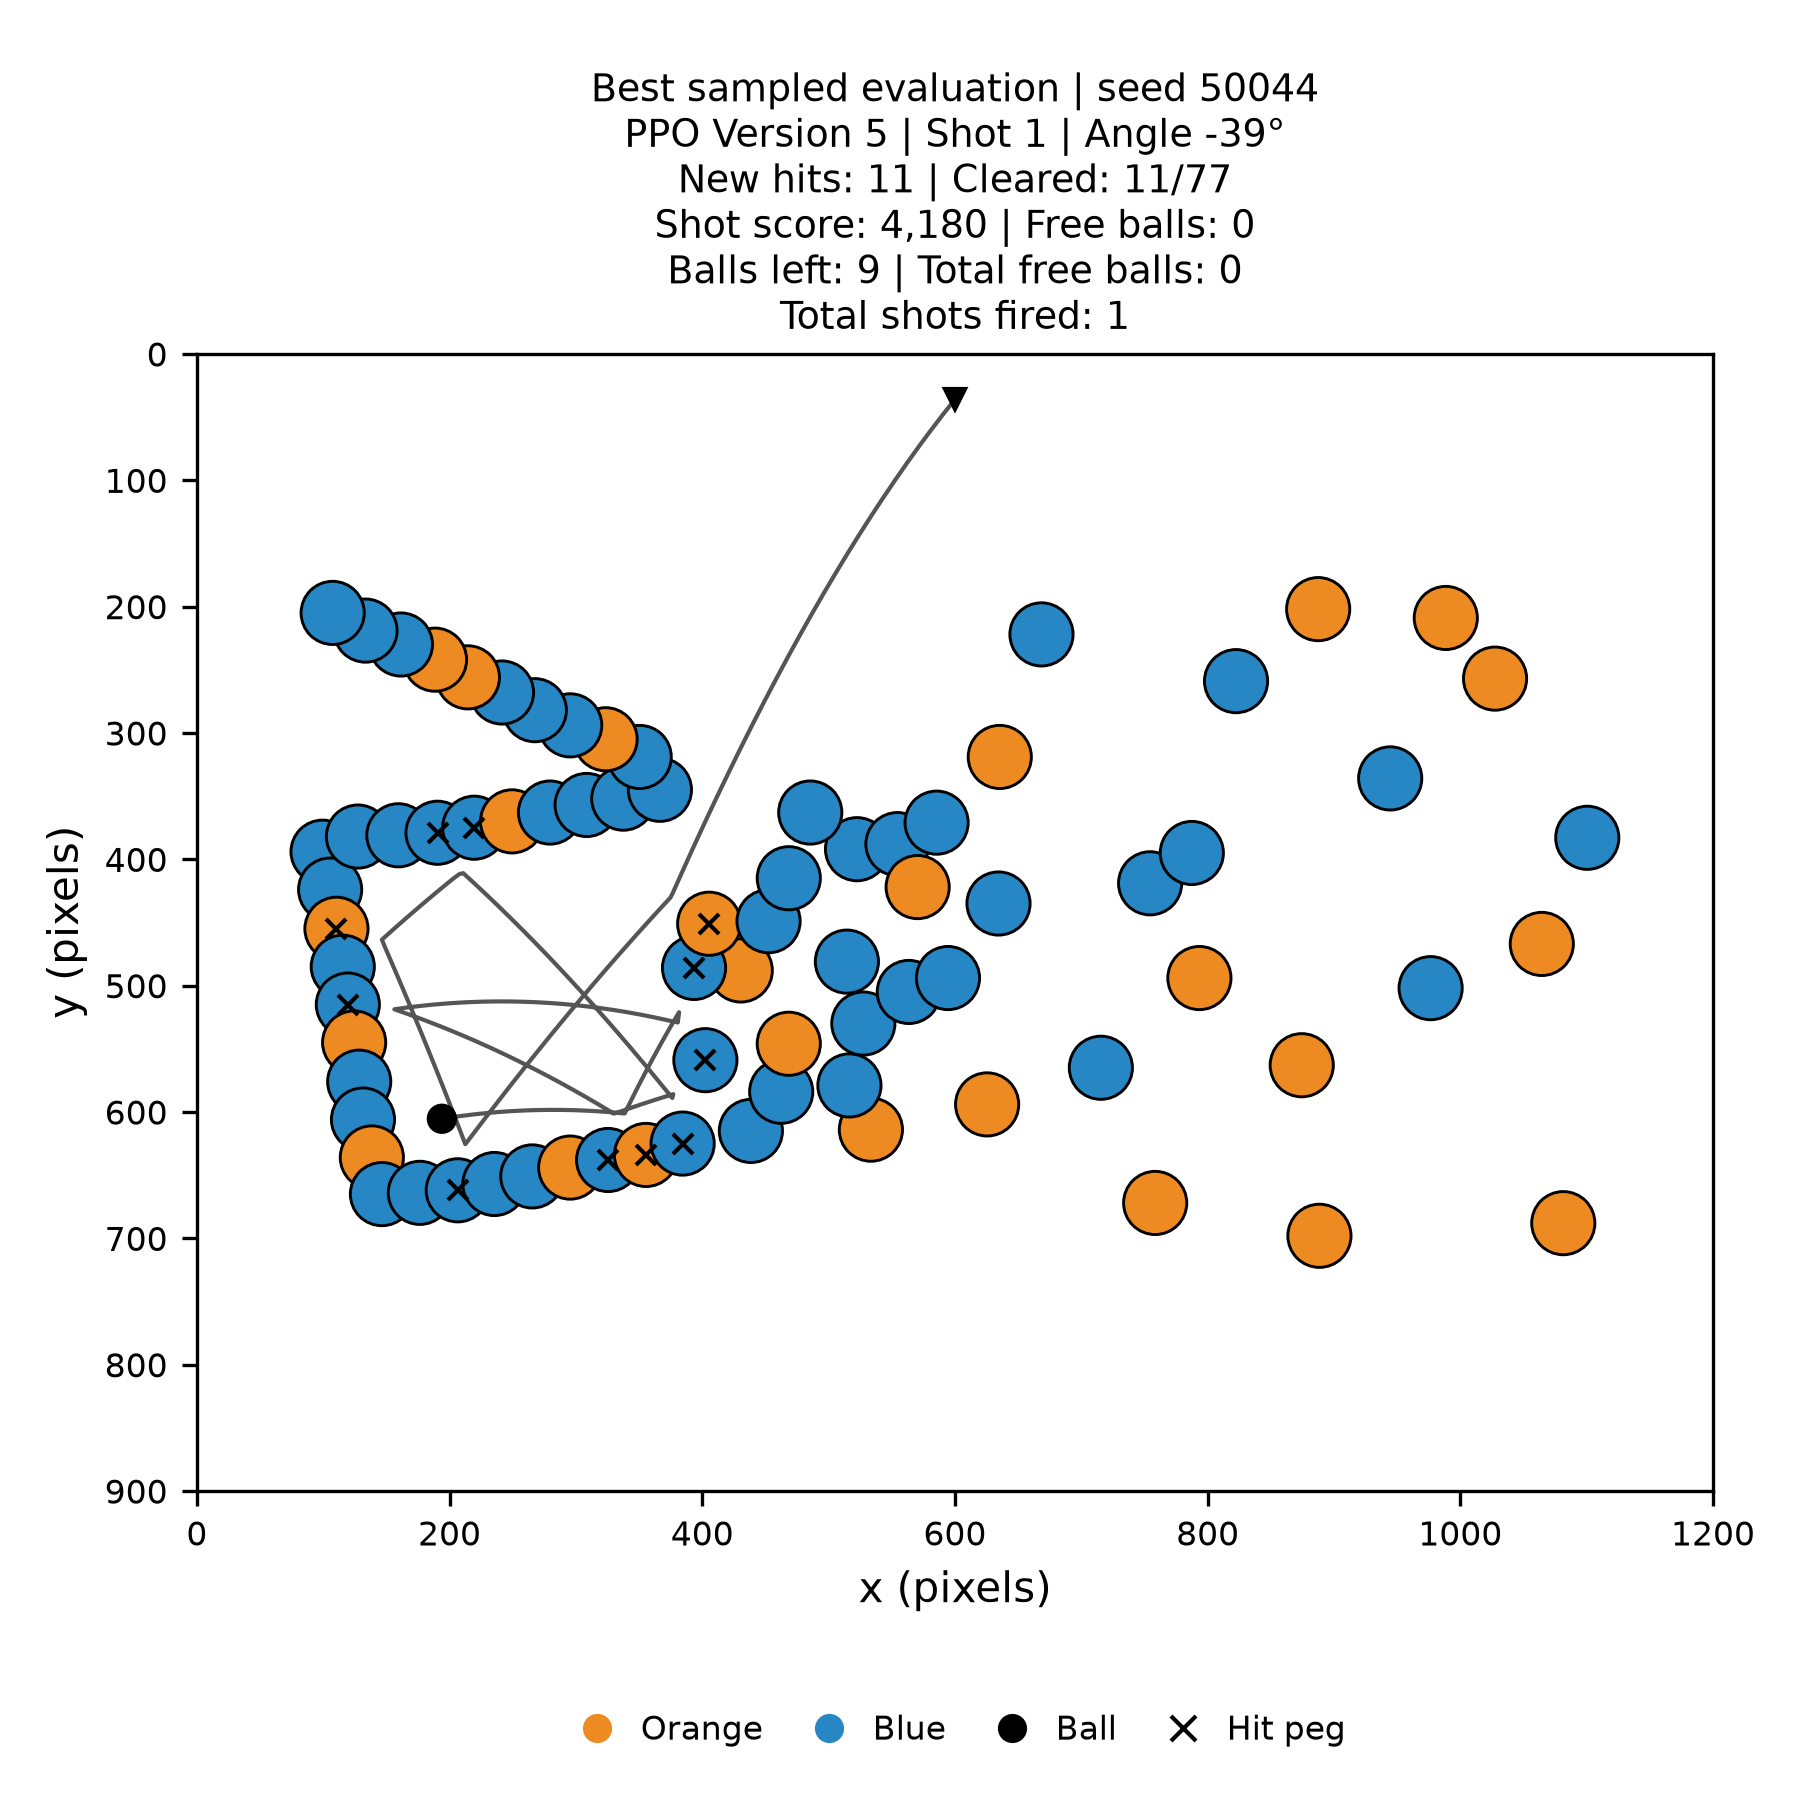 Best sampled evaluation | seed 50044
PPO Version 5 | Shot 1 | Angle -39°
New hits: 11 | Cleared: 11/77
Shot score: 4,180 | Free balls: 0
Balls left: 9 | Total free balls: 0
Total shots fired: 1
0
100
200
300
400
500
600
700
800
900
y (pixels)
0 200 400 600 800 1000 1200
x (pixels)
Orange Blue Ball Hit peg